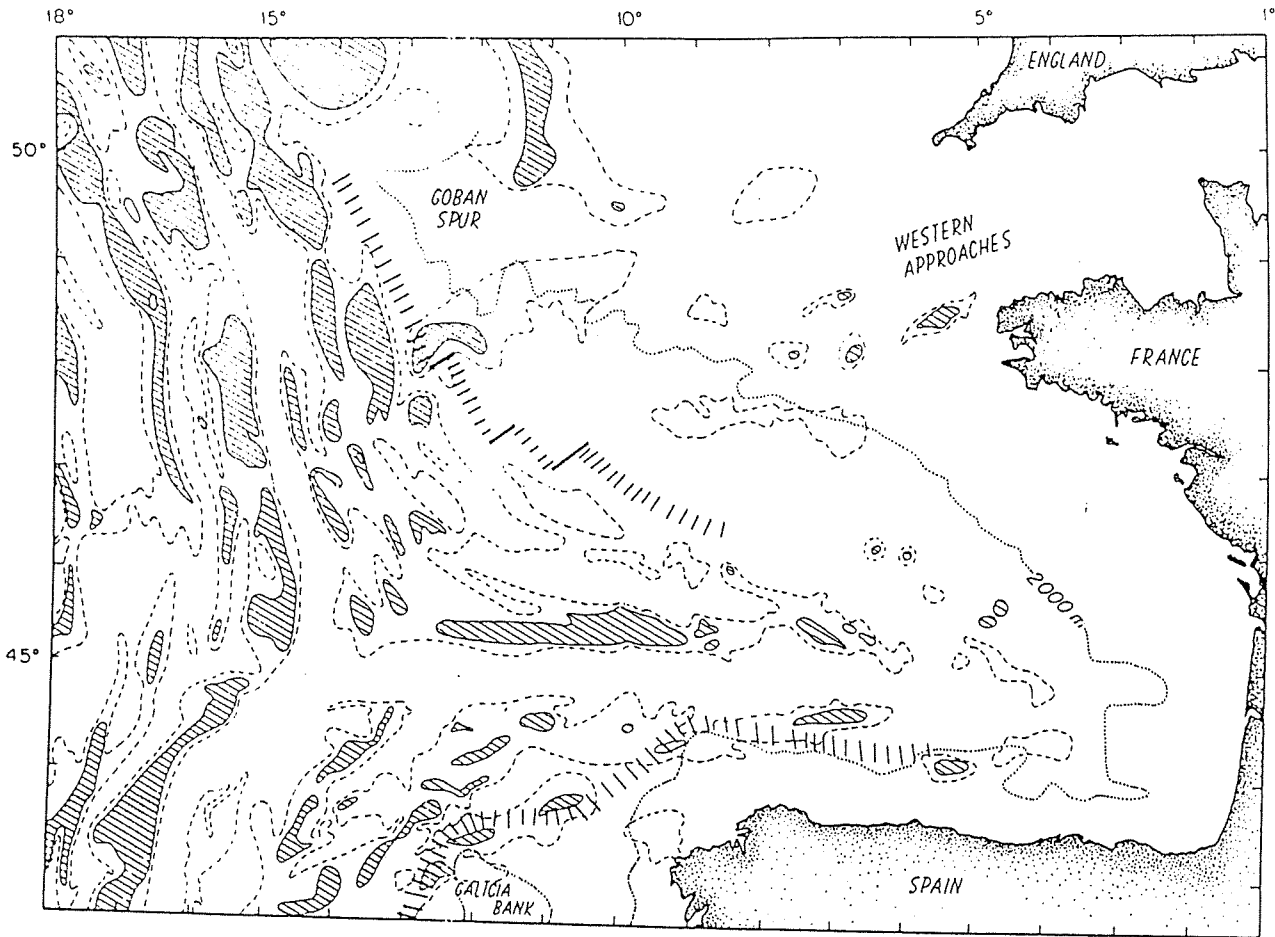 18° 15° 10° 5° 1°
ENGLAND
50°
GOBAN
SPUR
WESTERN
APPROACHES
FRANCE
2000 m
45°
GALICIA
BANK
SPAIN